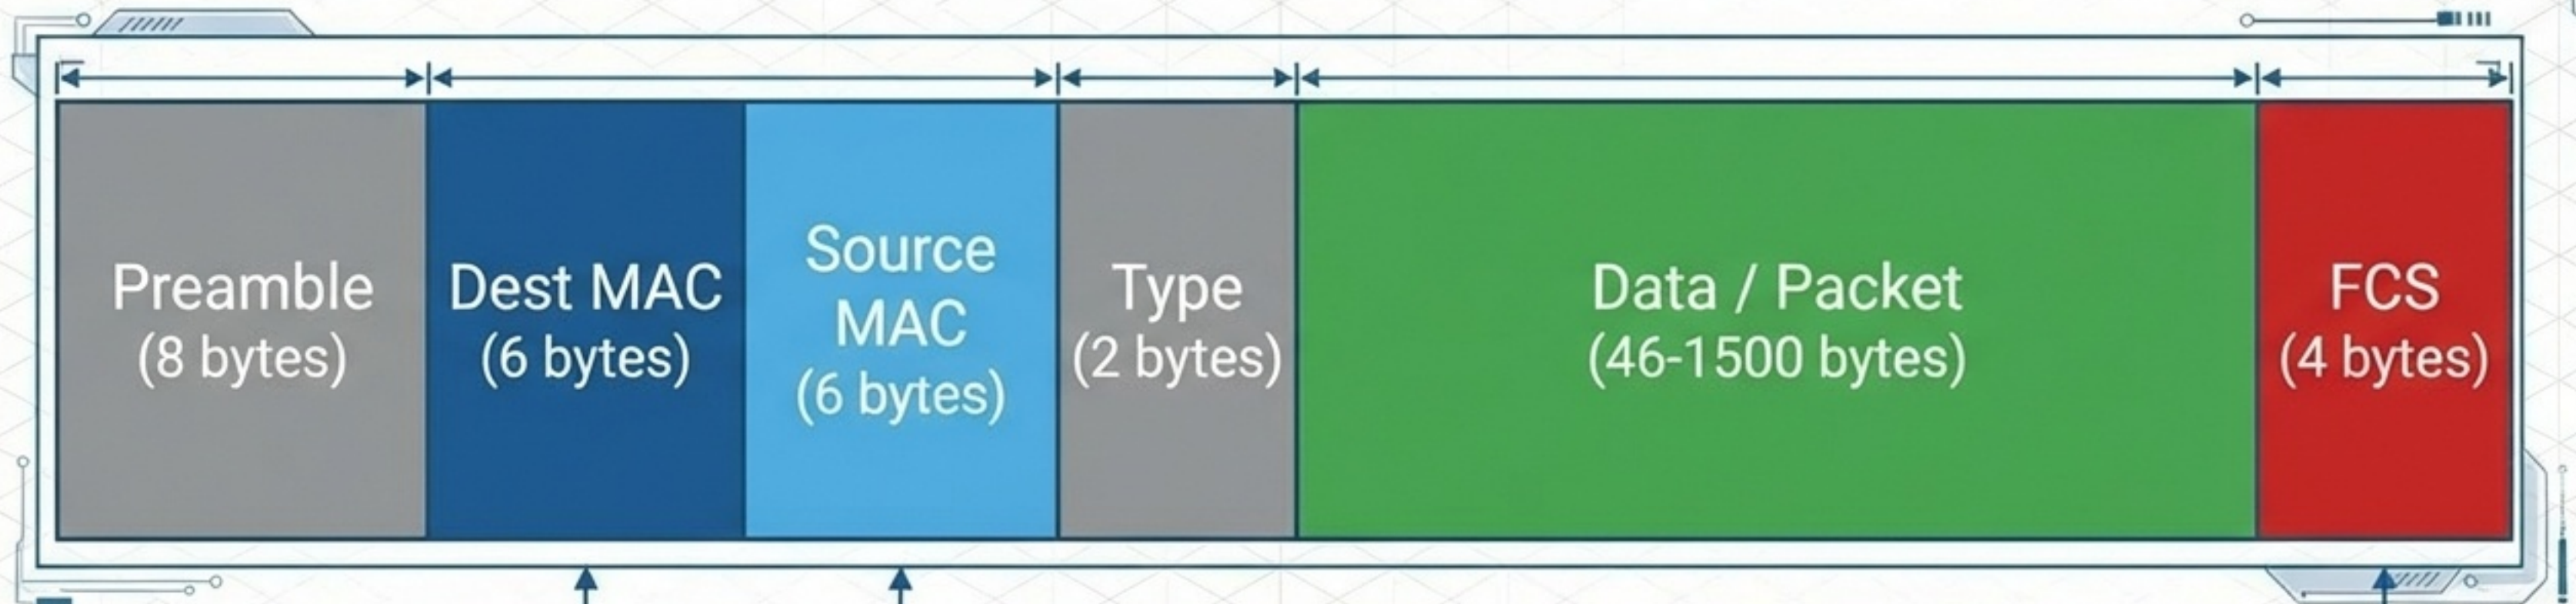 Preamble
(8 bytes)
Dest MAC
(6 bytes)
Source
MAC
(6 bytes)
Type
(2 bytes)
Data / Packet
(46-1500 bytes)
FCS
(4 bytes)